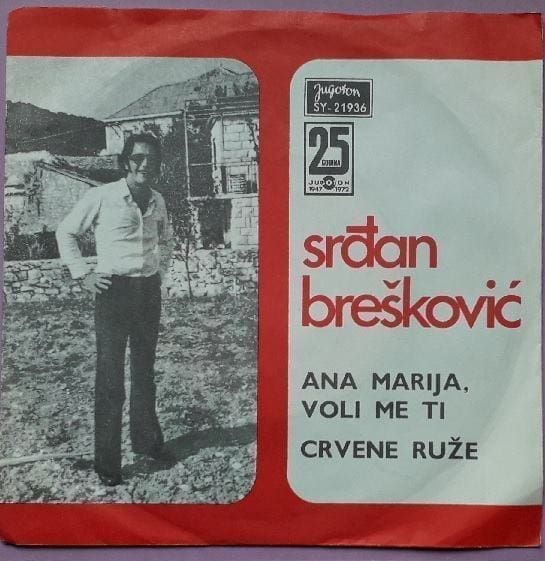 Jugoton
SY-21936
25
GODINA
JUGOTON
1947 1972
srđan
brešković
ANA MARIJA,
VOLI ME TI
CRVENE RUŽE